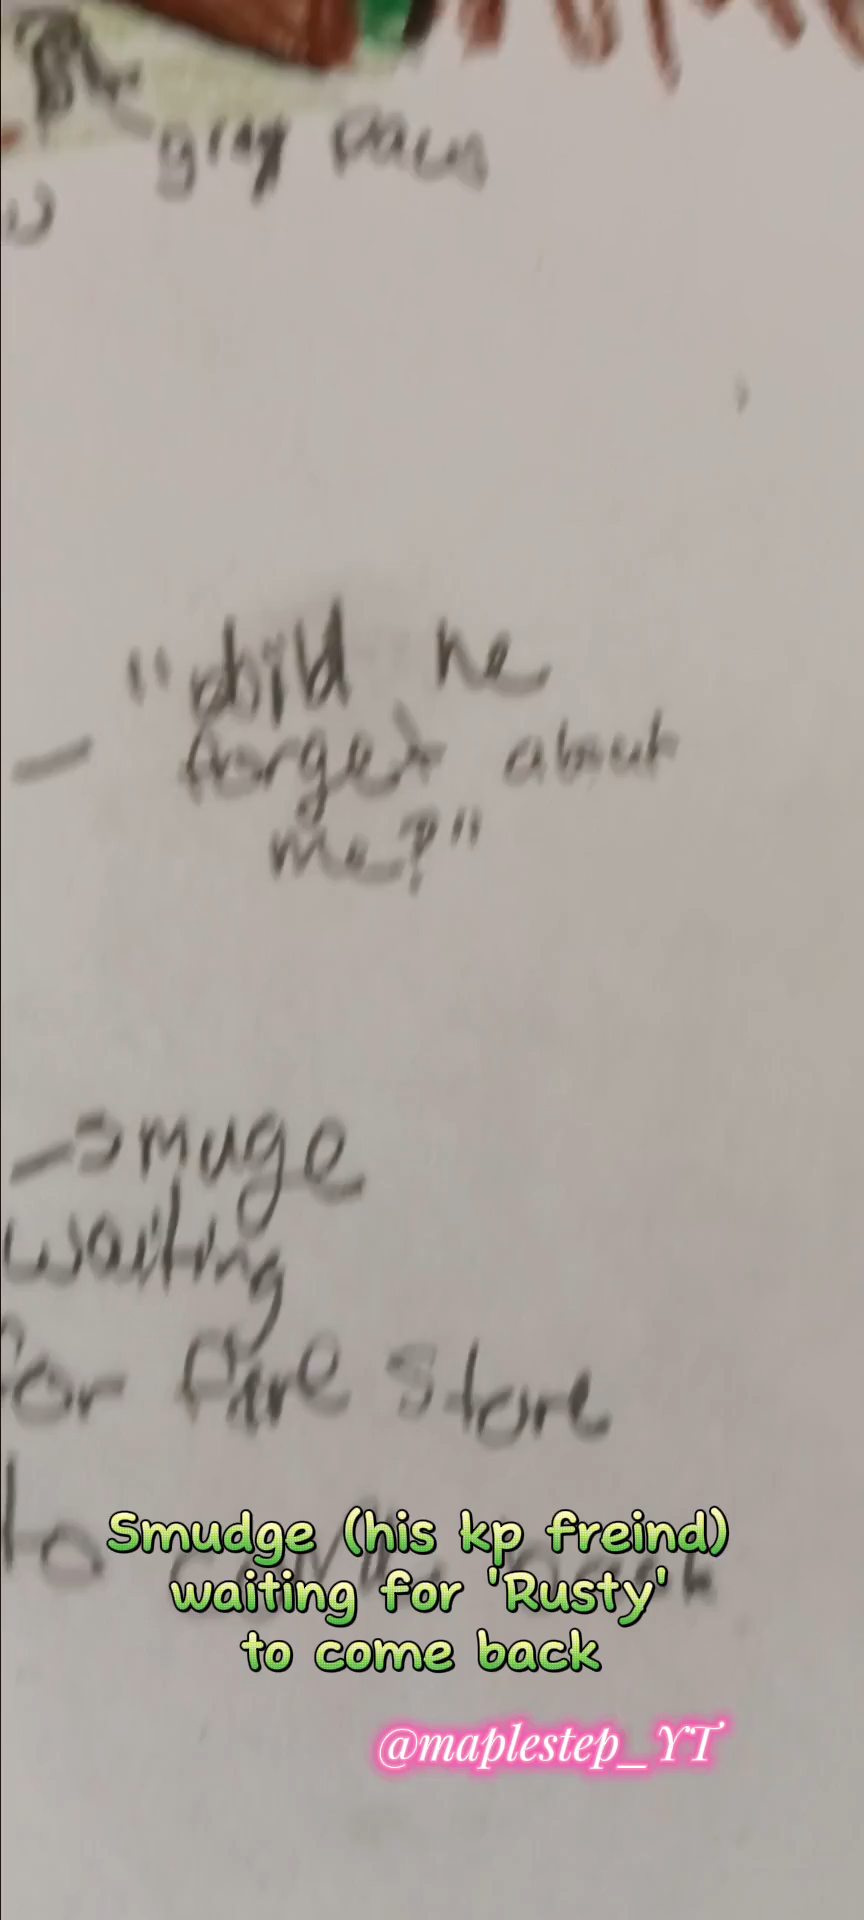 gray paws
"did he
forget about
me?"
- Smuge
waiting
for Fire Store
to
Smudge (his kp freind)
waiting for 'Rusty'
to come back
@maplestep_YT